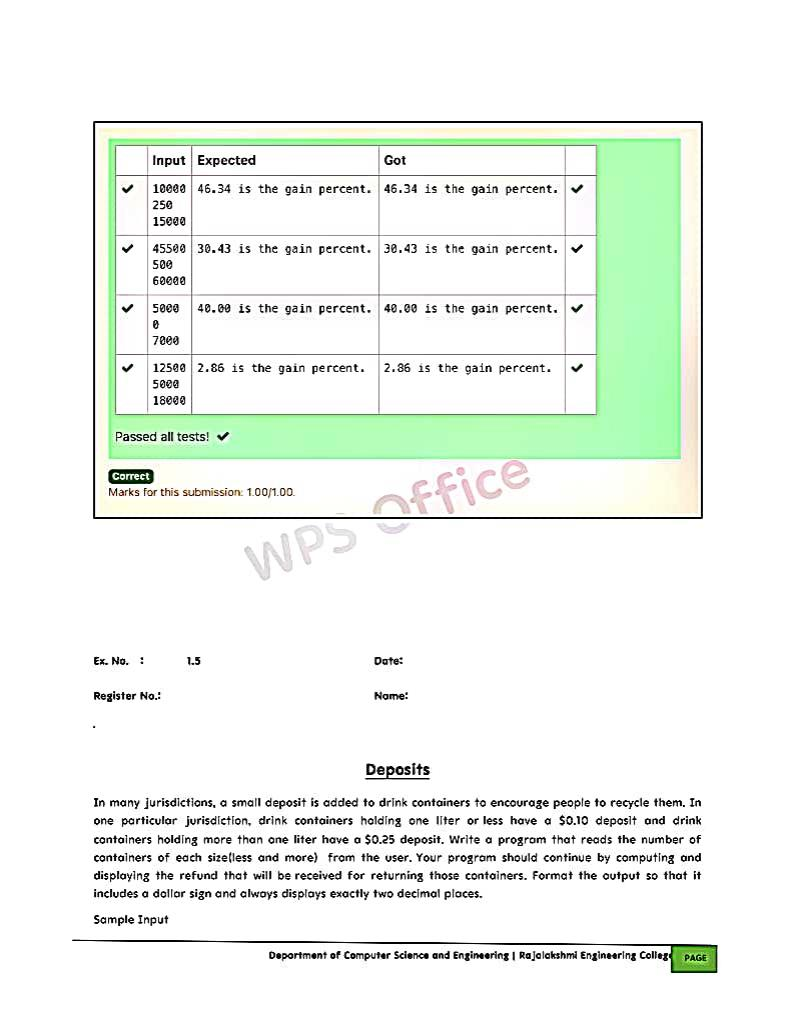 Input Expected Got
✔ 10000 46.34 is the gain percent. 46.34 is the gain percent. ✔
250
15000
✔ 45500 30.43 is the gain percent. 30.43 is the gain percent. ✔
500
60000
✔ 5000 40.00 is the gain percent. 40.00 is the gain percent. ✔
0
7000
✔ 12500 2.86 is the gain percent. 2.86 is the gain percent. ✔
5000
18000
Passed all tests! ✔
Correct
Marks for this submission: 1.00/1.00.
WPS Office
Ex. No. : 1.5 Date:
Register No.: Name:
.
Deposits
In many jurisdictions, a small deposit is added to drink containers to encourage people to recycle them. In
one particular jurisdiction, drink containers holding one liter or less have a $0.10 deposit and drink
containers holding more than one liter have a $0.25 deposit. Write a program that reads the number of
containers of each size(less and more) from the user. Your program should continue by computing and
displaying the refund that will be received for returning those containers. Format the output so that it
includes a dollar sign and always displays exactly two decimal places.
Sample Input
Department of Computer Science and Engineering | Rajalakshmi Engineering College PAGE